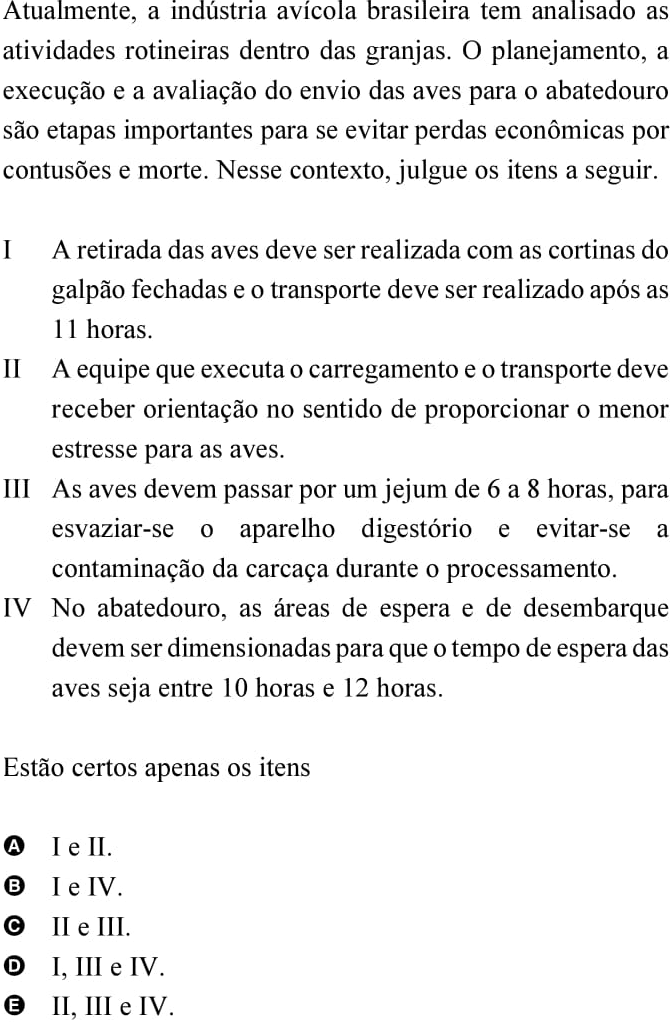 Atualmente, a indústria avícola brasileira tem analisado as
atividades rotineiras dentro das granjas. O planejamento, a
execução e a avaliação do envio das aves para o abatedouro
são etapas importantes para se evitar perdas econômicas por
contusões e morte. Nesse contexto, julgue os itens a seguir.
I A retirada das aves deve ser realizada com as cortinas do
galpão fechadas e o transporte deve ser realizado após as
11 horas.
II A equipe que executa o carregamento e o transporte deve
receber orientação no sentido de proporcionar o menor
estresse para as aves.
III As aves devem passar por um jejum de 6 a 8 horas, para
esvaziar-se o aparelho digestório e evitar-se a
contaminação da carcaça durante o processamento.
IV No abatedouro, as áreas de espera e de desembarque
devem ser dimensionadas para que o tempo de espera das
aves seja entre 10 horas e 12 horas.
Estão certos apenas os itens
A I e II.
B I e IV.
C II e III.
D I, III e IV.
E II, III e IV.